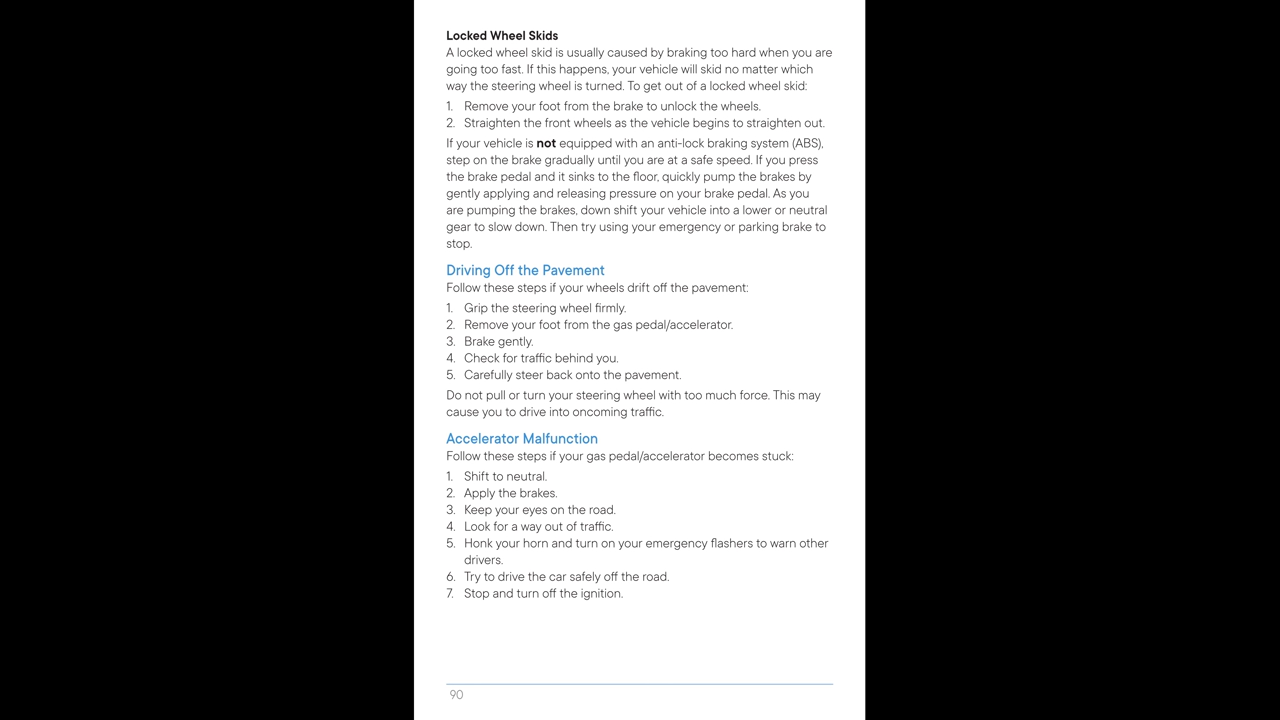 Locked Wheel Skids
A locked wheel skid is usually caused by braking too hard when you are
going too fast. If this happens, your vehicle will skid no matter which
way the steering wheel is turned. To get out of a locked wheel skid:
1. Remove your foot from the brake to unlock the wheels.
2. Straighten the front wheels as the vehicle begins to straighten out.
If your vehicle is not equipped with an anti-lock braking system (ABS),
step on the brake gradually until you are at a safe speed. If you press
the brake pedal and it sinks to the floor, quickly pump the brakes by
gently applying and releasing pressure on your brake pedal. As you
are pumping the brakes, down shift your vehicle into a lower or neutral
gear to slow down. Then try using your emergency or parking brake to
stop.
Driving Off the Pavement
Follow these steps if your wheels drift off the pavement:
1. Grip the steering wheel firmly.
2. Remove your foot from the gas pedal/accelerator.
3. Brake gently.
4. Check for traffic behind you.
5. Carefully steer back onto the pavement.
Do not pull or turn your steering wheel with too much force. This may
cause you to drive into oncoming traffic.
Accelerator Malfunction
Follow these steps if your gas pedal/accelerator becomes stuck:
1. Shift to neutral.
2. Apply the brakes.
3. Keep your eyes on the road.
4. Look for a way out of traffic.
5. Honk your horn and turn on your emergency flashers to warn other
drivers.
6. Try to drive the car safely off the road.
7. Stop and turn off the ignition.
90